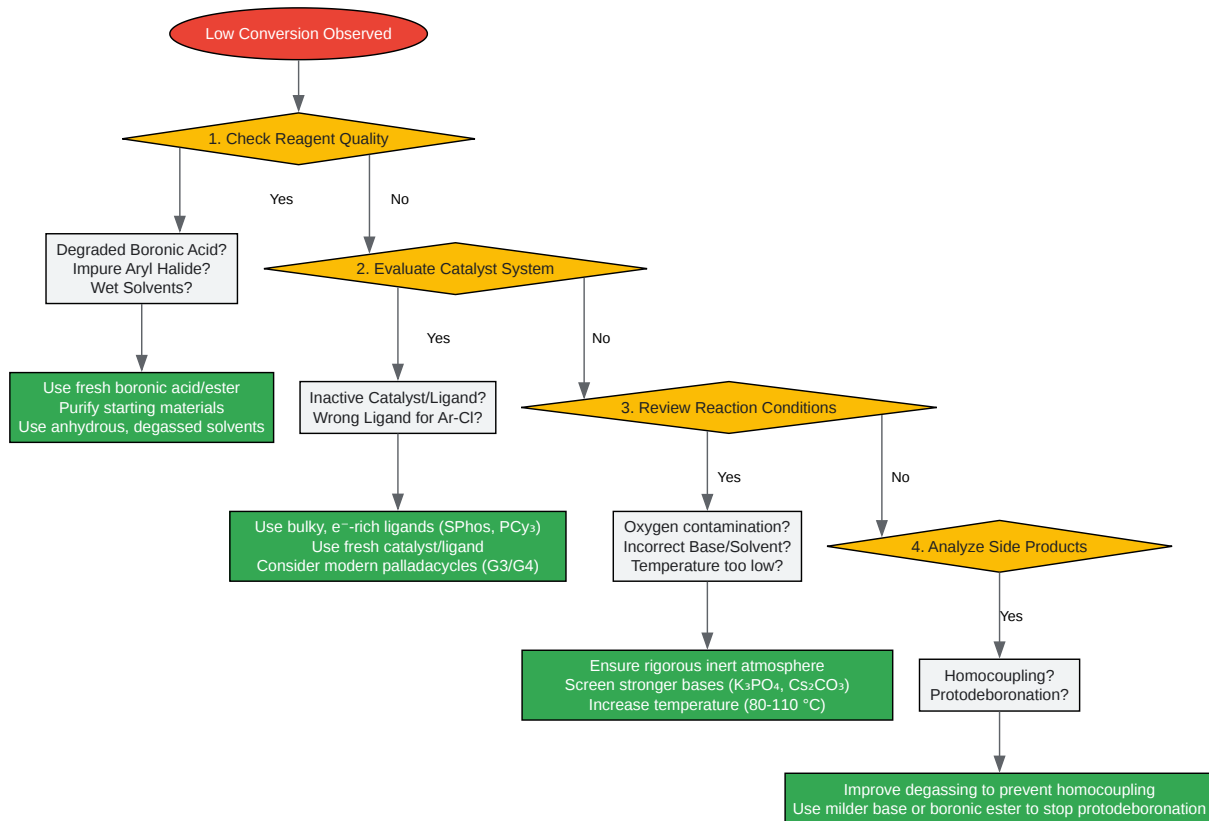 Low Conversion Observed
1. Check Reagent Quality
Yes
No
Degraded Boronic Acid?
Impure Aryl Halide?
Wet Solvents?
2. Evaluate Catalyst System
Yes
No
Use fresh boronic acid/ester
Purify starting materials
Use anhydrous, degassed solvents
Inactive Catalyst/Ligand?
Wrong Ligand for Ar-Cl?
3. Review Reaction Conditions
Yes
No
Use bulky, e⁻-rich ligands (SPhos, PCy₃)
Use fresh catalyst/ligand
Consider modern palladacycles (G3/G4)
Oxygen contamination?
Incorrect Base/Solvent?
Temperature too low?
4. Analyze Side Products
Yes
Ensure rigorous inert atmosphere
Screen stronger bases (K₃PO₄, Cs₂CO₃)
Increase temperature (80-110 °C)
Homocoupling?
Protodeboronation?
Improve degassing to prevent homocoupling
Use milder base or boronic ester to stop protodeboronation